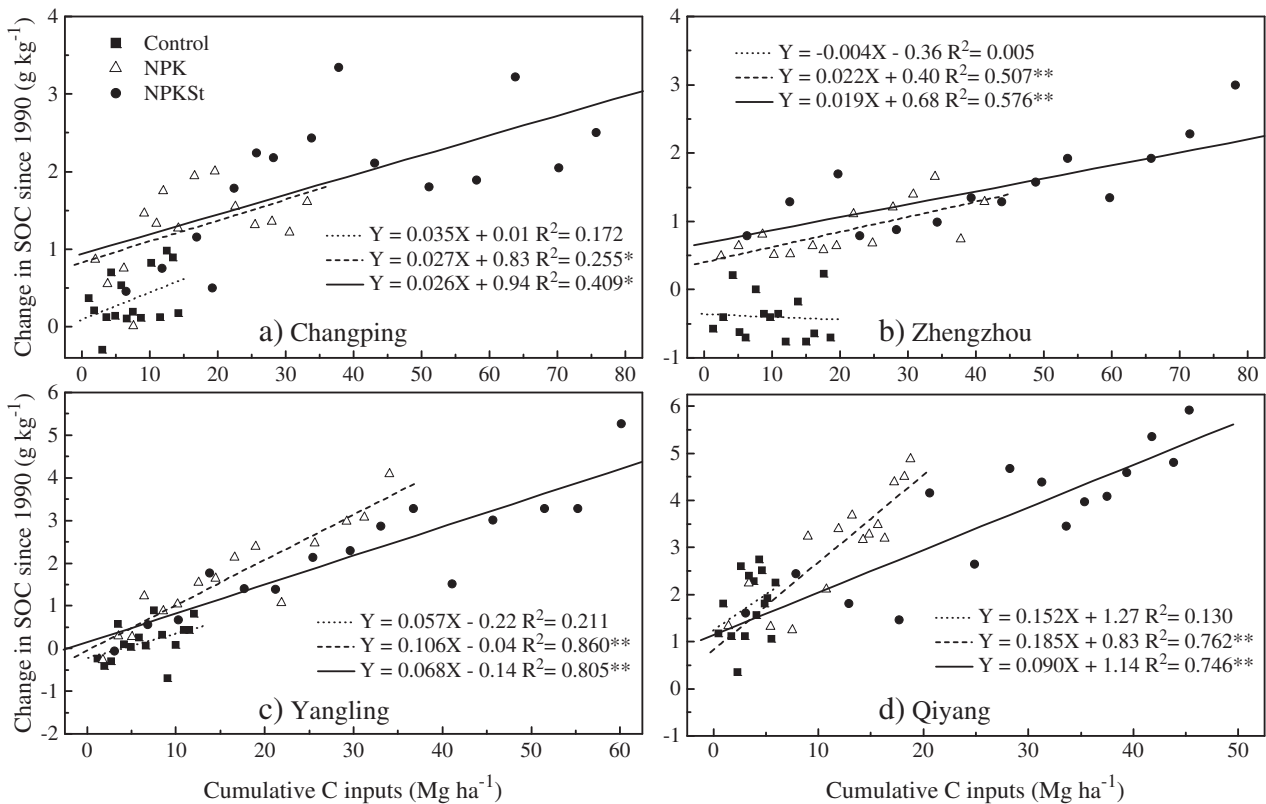 Change in SOC since 1990 (g kg⁻¹)
4
3
2
1
0
Control
NPK
NPKSt
Y = 0.035X + 0.01 R²= 0.172
Y = 0.027X + 0.83 R²= 0.255*
Y = 0.026X + 0.94 R²= 0.409*
a) Changping
0 10 20 30 40 50 60 70 80
4
3
2
1
0
-1
Y = -0.004X - 0.36 R²= 0.005
Y = 0.022X + 0.40 R²= 0.507**
Y = 0.019X + 0.68 R²= 0.576**
b) Zhengzhou
0 10 20 30 40 50 60 70 80
Change in SOC since 1990 (g kg⁻¹)
6
5
4
3
2
1
0
-1
-2
Y = 0.057X - 0.22 R²= 0.211
Y = 0.106X - 0.04 R²= 0.860**
Y = 0.068X - 0.14 R²= 0.805**
c) Yangling
0 10 20 30 40 50 60
Cumulative C inputs (Mg ha⁻¹)
6
5
4
3
2
1
0
-1
Y = 0.152X + 1.27 R²= 0.130
Y = 0.185X + 0.83 R²= 0.762**
Y = 0.090X + 1.14 R²= 0.746**
d) Qiyang
0 10 20 30 40 50
Cumulative C inputs (Mg ha⁻¹)